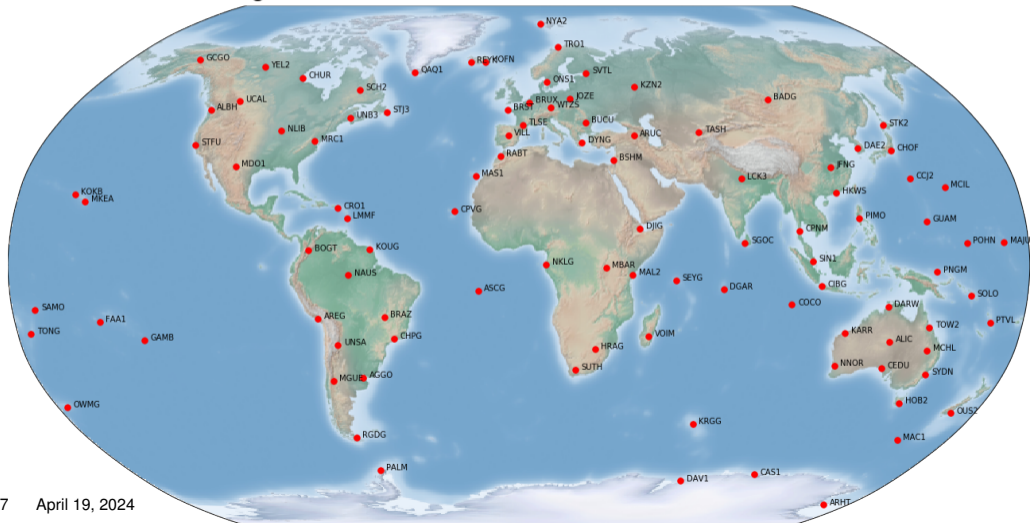 NYA2
TRO1
GCGO
YEL2
CHUR
QAQ1
REYK
HOFN
SCH2
ONS1
SVTL
KZN2
BADG
ALBH
UCAL
UNB3
STJ3
BRST
BRUX
WTZS
JOZE
NLIB
MRC1
STFU
MDO1
TLSE
VILL
BUCU
DYNG
ARUC
TASH
STK2
DAE2
CHOF
RABT
BSHM
MAS1
LCK3
JFNG
CCJ2
MCIL
HKWS
KOKB
MKEA
CRO1
LMMF
CPVG
DJIG
PIMO
GUAM
BOGT
KOUG
SGOC
CPNM
POHN
MAJU
NAUS
NKLG
MBAR
MAL2
SEYG
DGAR
SIN1
CIBG
PNGM
ASCG
COCO
DARW
SOLO
SAMO
FAA1
TONG
GAMB
AREG
BRAZ
CHPG
UNSA
VOIM
HRAG
SUTH
KARR
TOW2
PTVL
ALIC
MCHL
NNOR
CEDU
SYDN
AGGO
OWMG
HOB2
OUS2
RGDG
KRGG
MAC1
PALM
DAV1
CAS1
ARHT
7 April 19, 2024